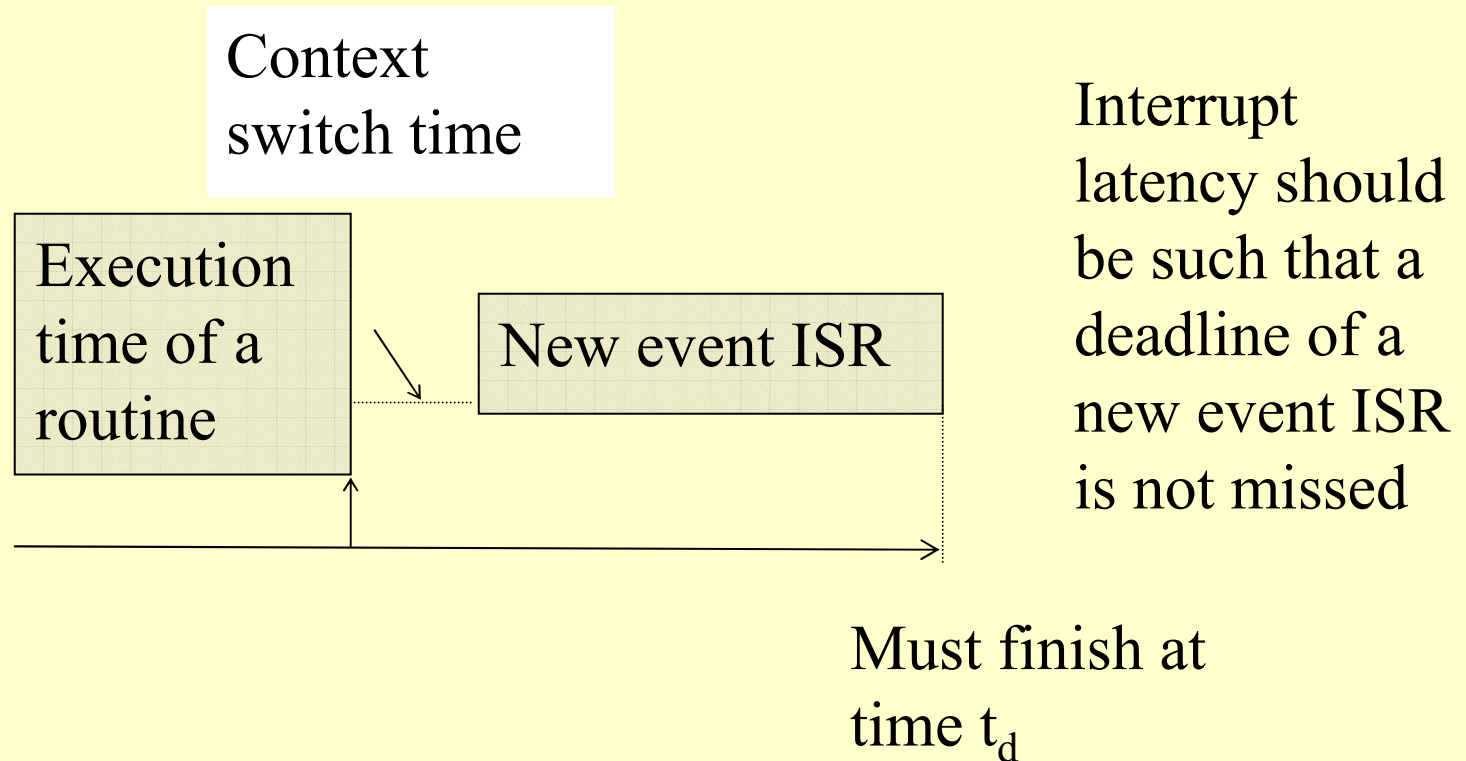 Context
switch time
Execution
time of a
routine
New event ISR
Interrupt
latency should
be such that a
deadline of a
new event ISR
is not missed
Must finish at
time t_d